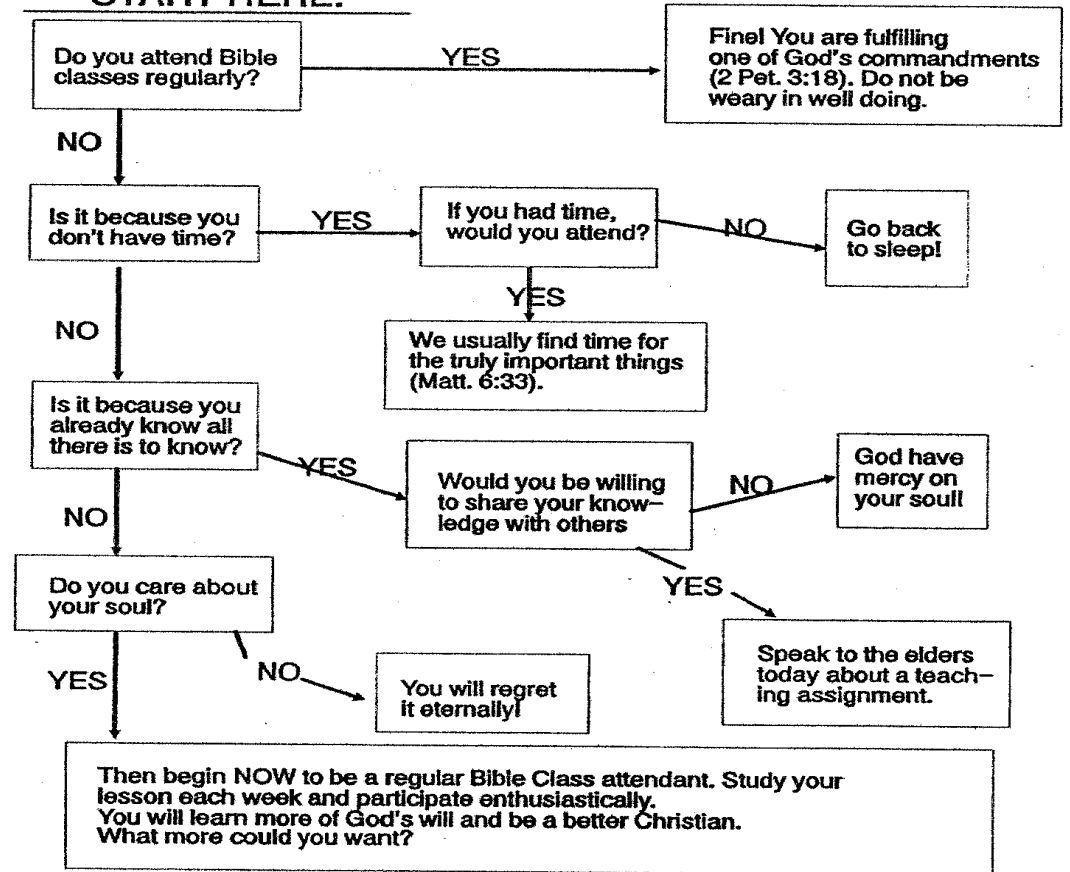 START HERE:
Do you attend Bible
classes regularly?
YES
Fine! You are fulfilling
one of God's commandments
(2 Pet. 3:18). Do not be
weary in well doing.
NO
Is it because you
don't have time?
YES
If you had time,
would you attend?
NO
Go back
to sleep!
YES
We usually find time for
the truly important things
(Matt. 6:33).
NO
Is it because you
already know all
there is to know?
YES
Would you be willing
to share your know-
ledge with others
NO
God have
mercy on
your soul!
YES
Speak to the elders
today about a teach-
ing assignment.
NO
Do you care about
your soul?
NO
You will regret
it eternally!
YES
Then begin NOW to be a regular Bible Class attendant. Study your
lesson each week and participate enthusiastically.
You will learn more of God's will and be a better Christian.
What more could you want?